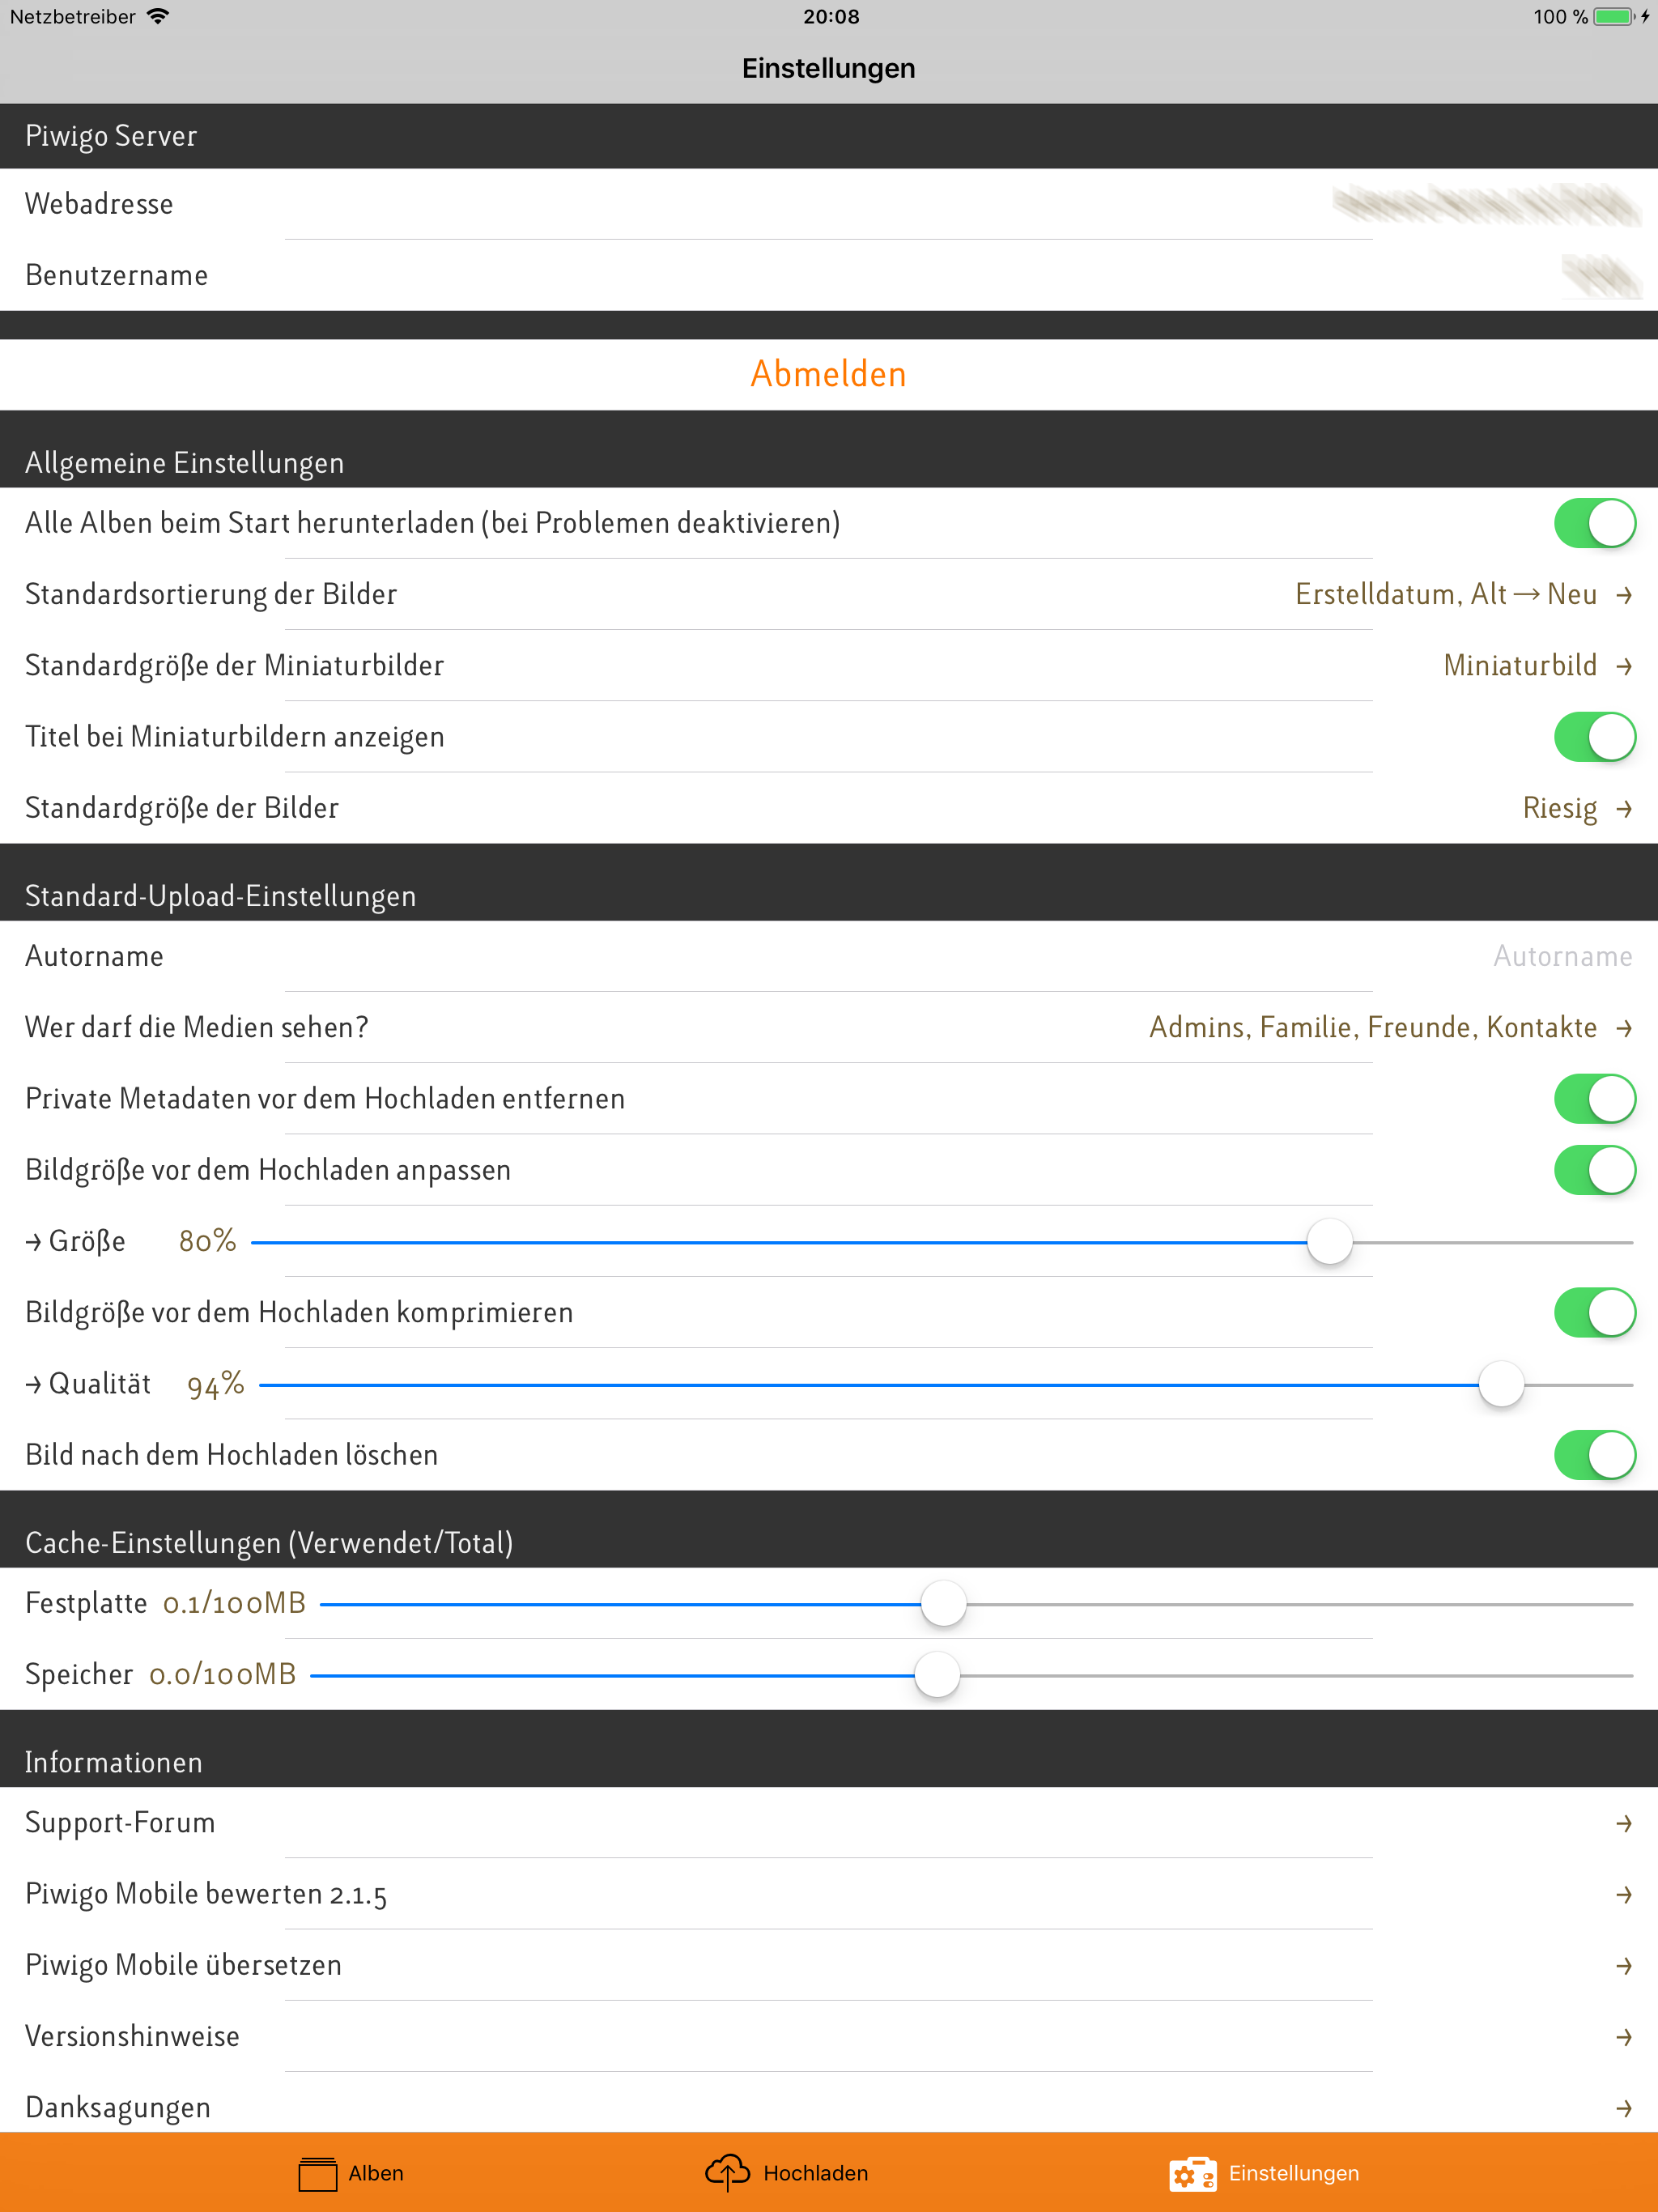 Netzbetreiber 20:08 100 %
Einstellungen
Piwigo Server
Webadresse
Benutzername
Abmelden
Allgemeine Einstellungen
Alle Alben beim Start herunterladen (bei Problemen deaktivieren)
Standardsortierung der Bilder Erstelldatum, Alt → Neu →
Standardgröße der Miniaturbilder Miniaturbild →
Titel bei Miniaturbildern anzeigen
Standardgröße der Bilder Riesig →
Standard-Upload-Einstellungen
Autorname Autorname
Wer darf die Medien sehen? Admins, Familie, Freunde, Kontakte →
Private Metadaten vor dem Hochladen entfernen
Bildgröße vor dem Hochladen anpassen
→ Größe 80%
Bildgröße vor dem Hochladen komprimieren
→ Qualität 94%
Bild nach dem Hochladen löschen
Cache-Einstellungen (Verwendet/Total)
Festplatte 0.1/100MB
Speicher 0.0/100MB
Informationen
Support-Forum →
Piwigo Mobile bewerten 2.1.5 →
Piwigo Mobile übersetzen →
Versionshinweise →
Danksagungen →
Alben Hochladen Einstellungen